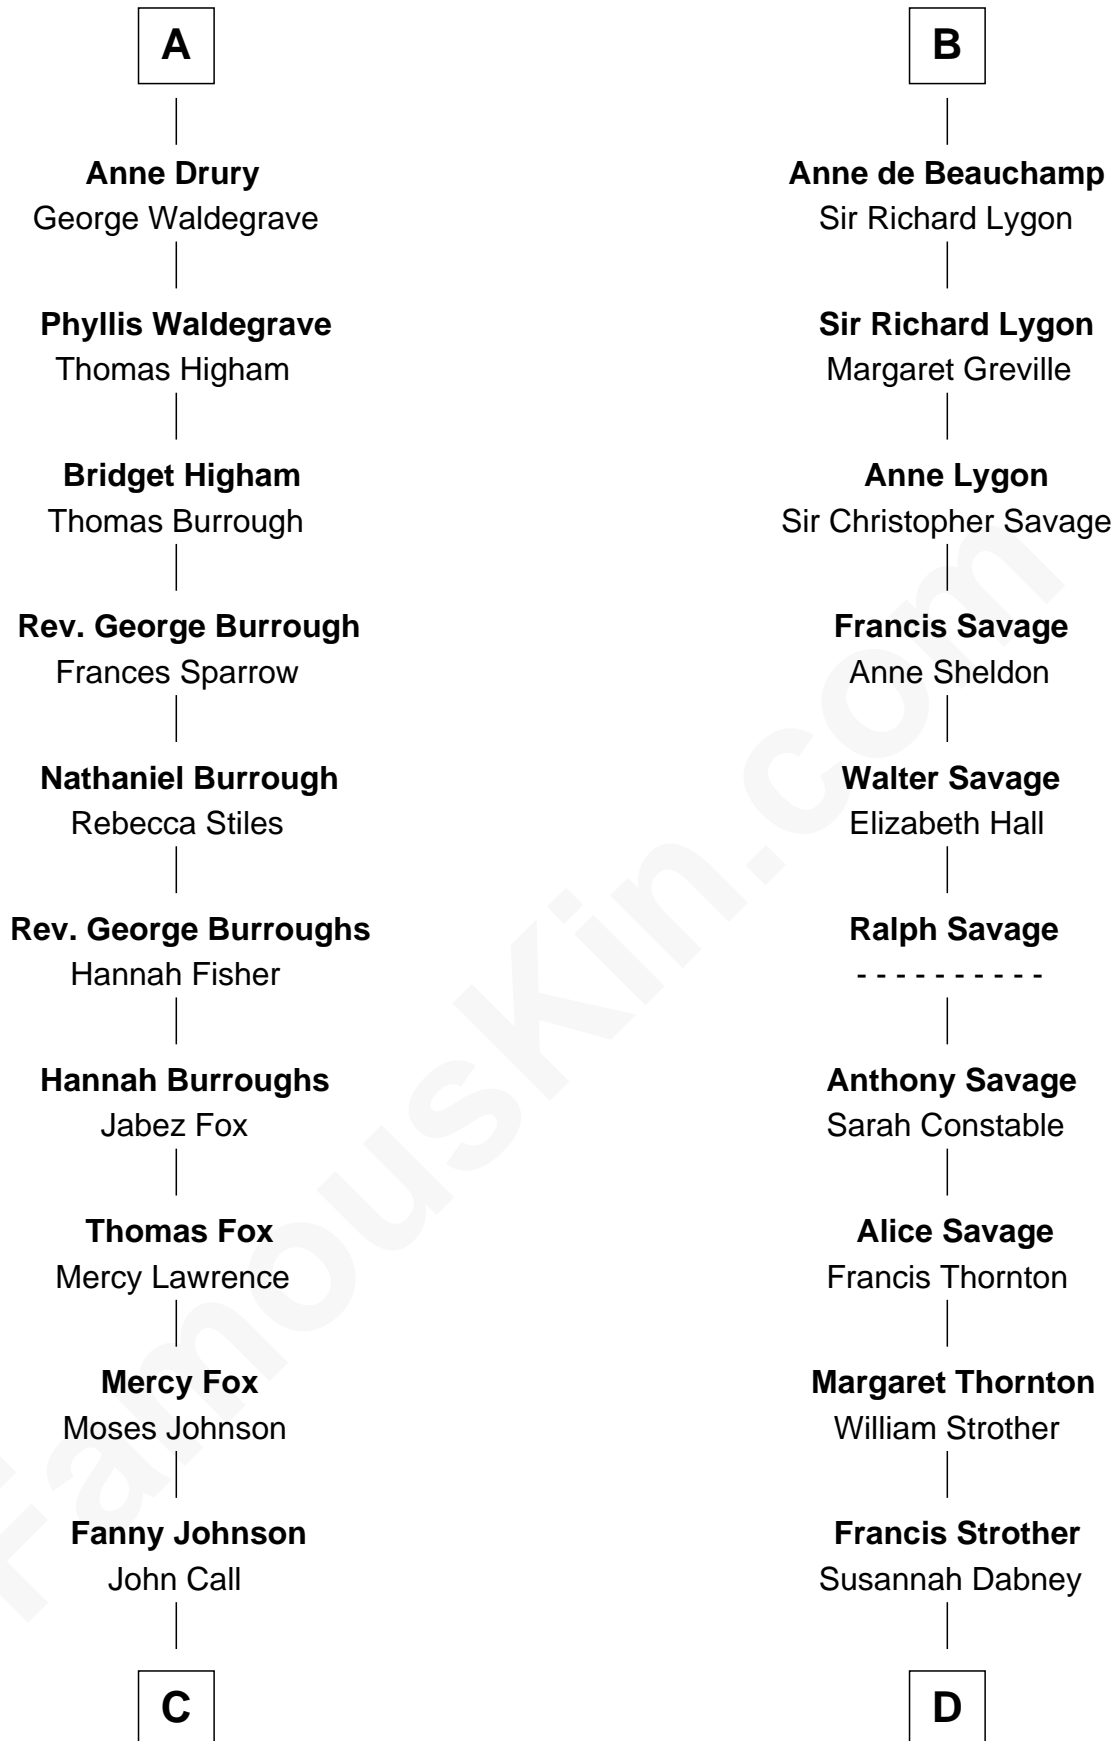 A
Anne Drury
George Waldegrave
Phyllis Waldegrave
Thomas Higham
Bridget Higham
Thomas Burrough
Rev. George Burrough
Frances Sparrow
Nathaniel Burrough
Rebecca Stiles
Rev. George Burroughs
Hannah Fisher
Hannah Burroughs
Jabez Fox
Thomas Fox
Mercy Lawrence
Mercy Fox
Moses Johnson
Fanny Johnson
John Call
C
B
Anne de Beauchamp
Sir Richard Lygon
Sir Richard Lygon
Margaret Greville
Anne Lygon
Sir Christopher Savage
Francis Savage
Anne Sheldon
Walter Savage
Elizabeth Hall
Ralph Savage
- - - - - - - - - -
Anthony Savage
Sarah Constable
Alice Savage
Francis Thornton
Margaret Thornton
William Strother
Francis Strother
Susannah Dabney
D
FamousKin.com